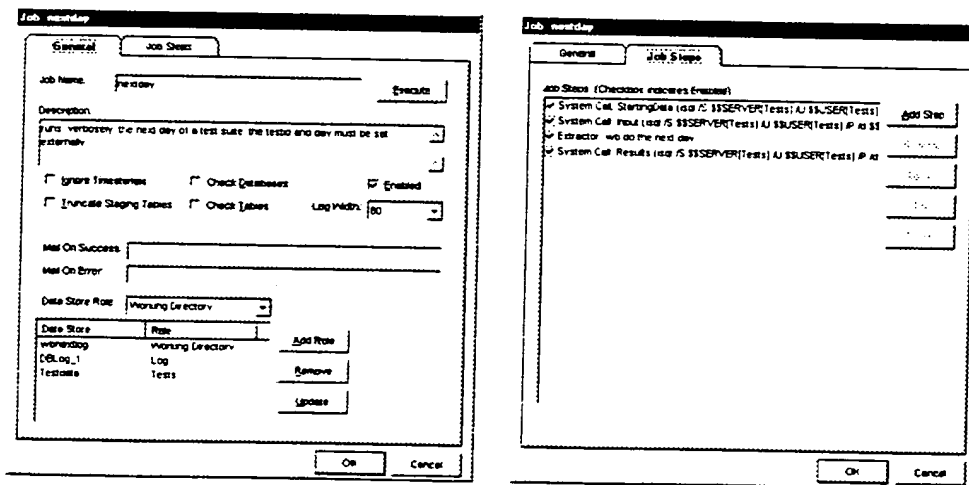 Job nextday
General
Job Steps
Job Name:
nextday
Execute
Description
runs, verbosely, the next day of a test suite, the testid and day must be set
externally
Ignore Timestamps
Check Databases
Enabled
Truncate Staging Tables
Check Tables
Log Width:
80
Mail On Success
Mail On Error
Data Store Role
Working Directory
Data Store
Role
Working Directory
DBLog_1
Log
Tests
Add Role
Remove
Update
OK
Cancel
Job nextday
General
Job Steps
Job Steps (Checkbox indicates Enabled)
System Call: StartingData (isql /S $$SERVER[Tests] /U $$USER[Tests]
System Call: Input (isql /S $$SERVER[Tests] /U $$USER[Tests] /P /d $$
Extractor: wb do the next day
System Call: Results (isql /S $$SERVER[Tests] /U $$USER[Tests] /P /d
Add Step
OK
Cancel